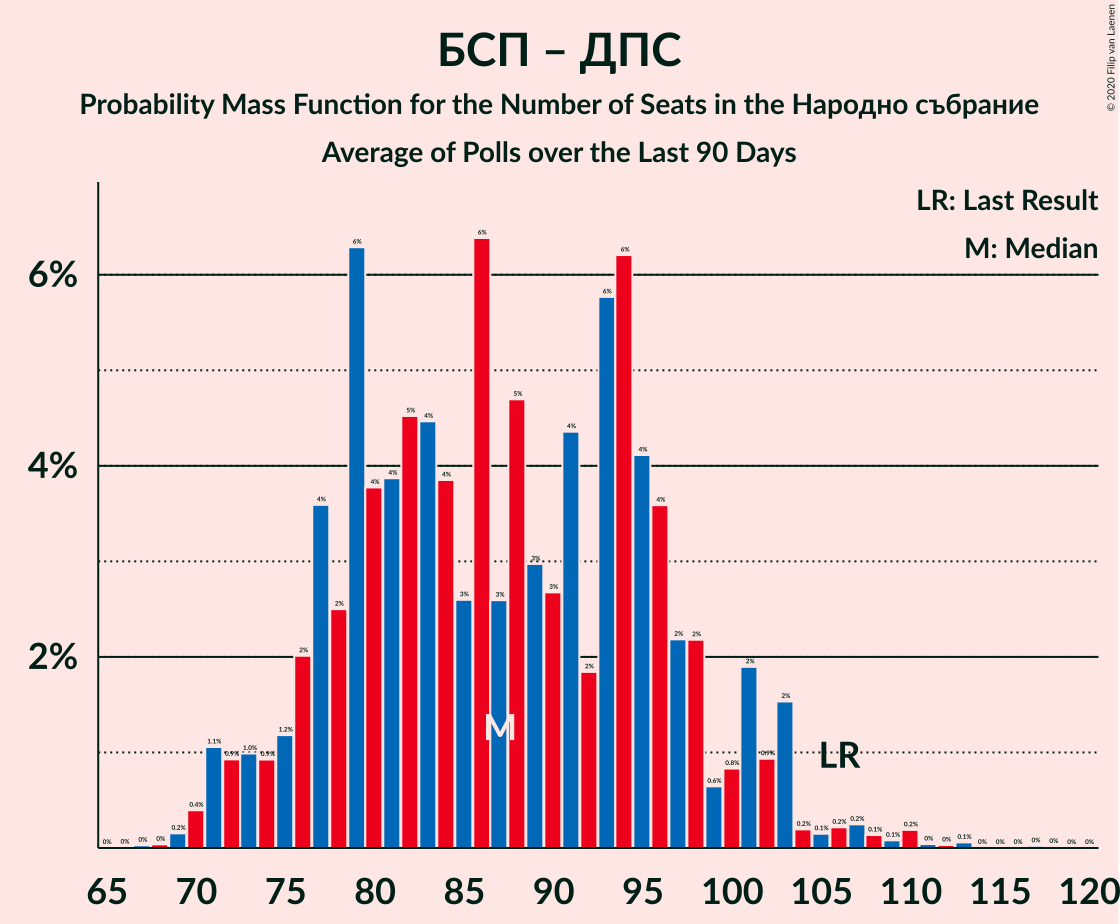 БСП – ДПС
Probability Mass Function for the Number of Seats in the Народно събрание
Average of Polls over the Last 90 Days
© 2020 Filip van Laenen
LR: Last Result
M: Median
6%
4%
2%
0% 0% 0% 0% 0.2% 0.4% 1.1% 0.9% 1.0% 0.9% 1.2% 2% 4% 2% 6% 4% 4% 5% 4% 4% 3% 6% 3% 5% 3% 3% 4% 2% 6% 6% 4% 4% 2% 2% 0.6% 0.8% 2% 0.9% 2% 0.2% 0.1% 0.2% 0.2% 0.1% 0.1% 0.2% 0% 0% 0.1% 0% 0% 0% 0% 0% 0% 0%
M
LR
65 70 75 80 85 90 95 100 105 110 115 120